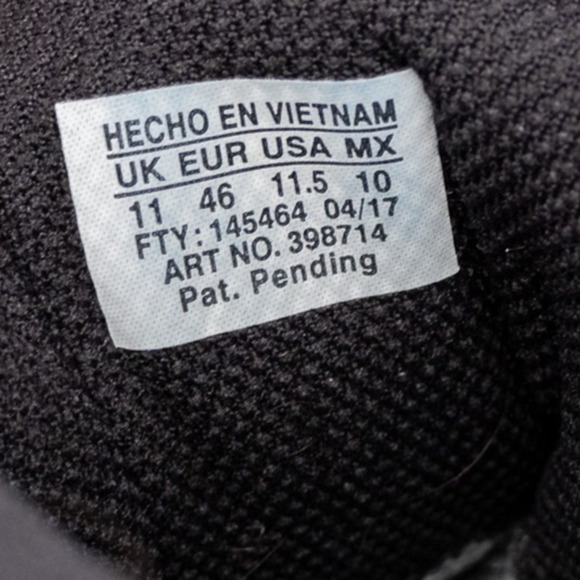 HECHO EN VIETNAM
UK EUR USA MX
11 46 11.5 10
FTY: 145464 04/17
ART NO. 398714
Pat. Pending